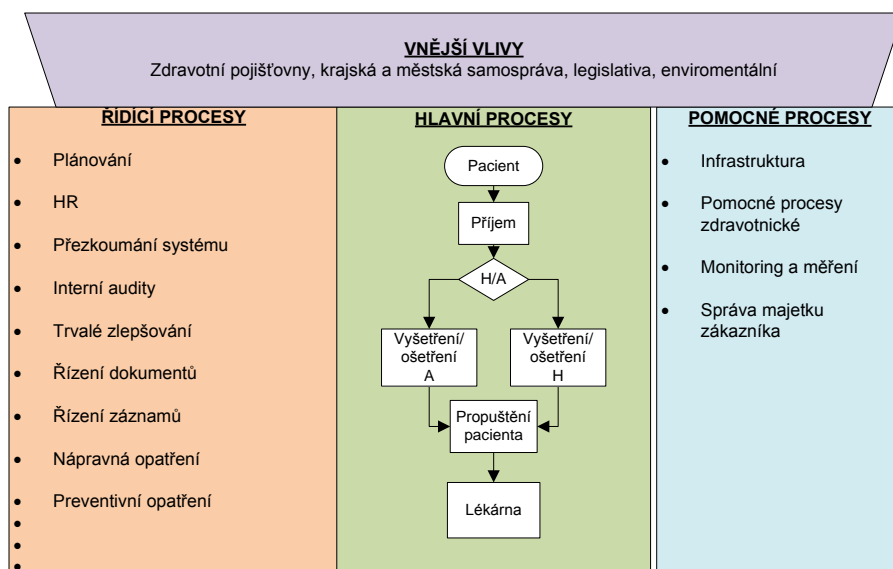 VNĚJŠÍ VLIVY
Zdravotní pojišťovny, krajská a městská samospráva, legislativa, enviromentální
ŘÍDÍCÍ PROCESY
• Plánování
• HR
• Přezkoumání systému
• Interní audity
• Trvalé zlepšování
• Řízení dokumentů
• Řízení záznamů
• Nápravná opatření
• Preventivní opatření
•
•
•
HLAVNÍ PROCESY
Pacient
Příjem
H/A
Vyšetření/
ošetření
A
Vyšetření/
ošetření
H
Propuštění
pacienta
Lékárna
POMOCNÉ PROCESY
• Infrastruktura
• Pomocné procesy
zdravotnické
• Monitoring a měření
• Správa majetku
zákazníka